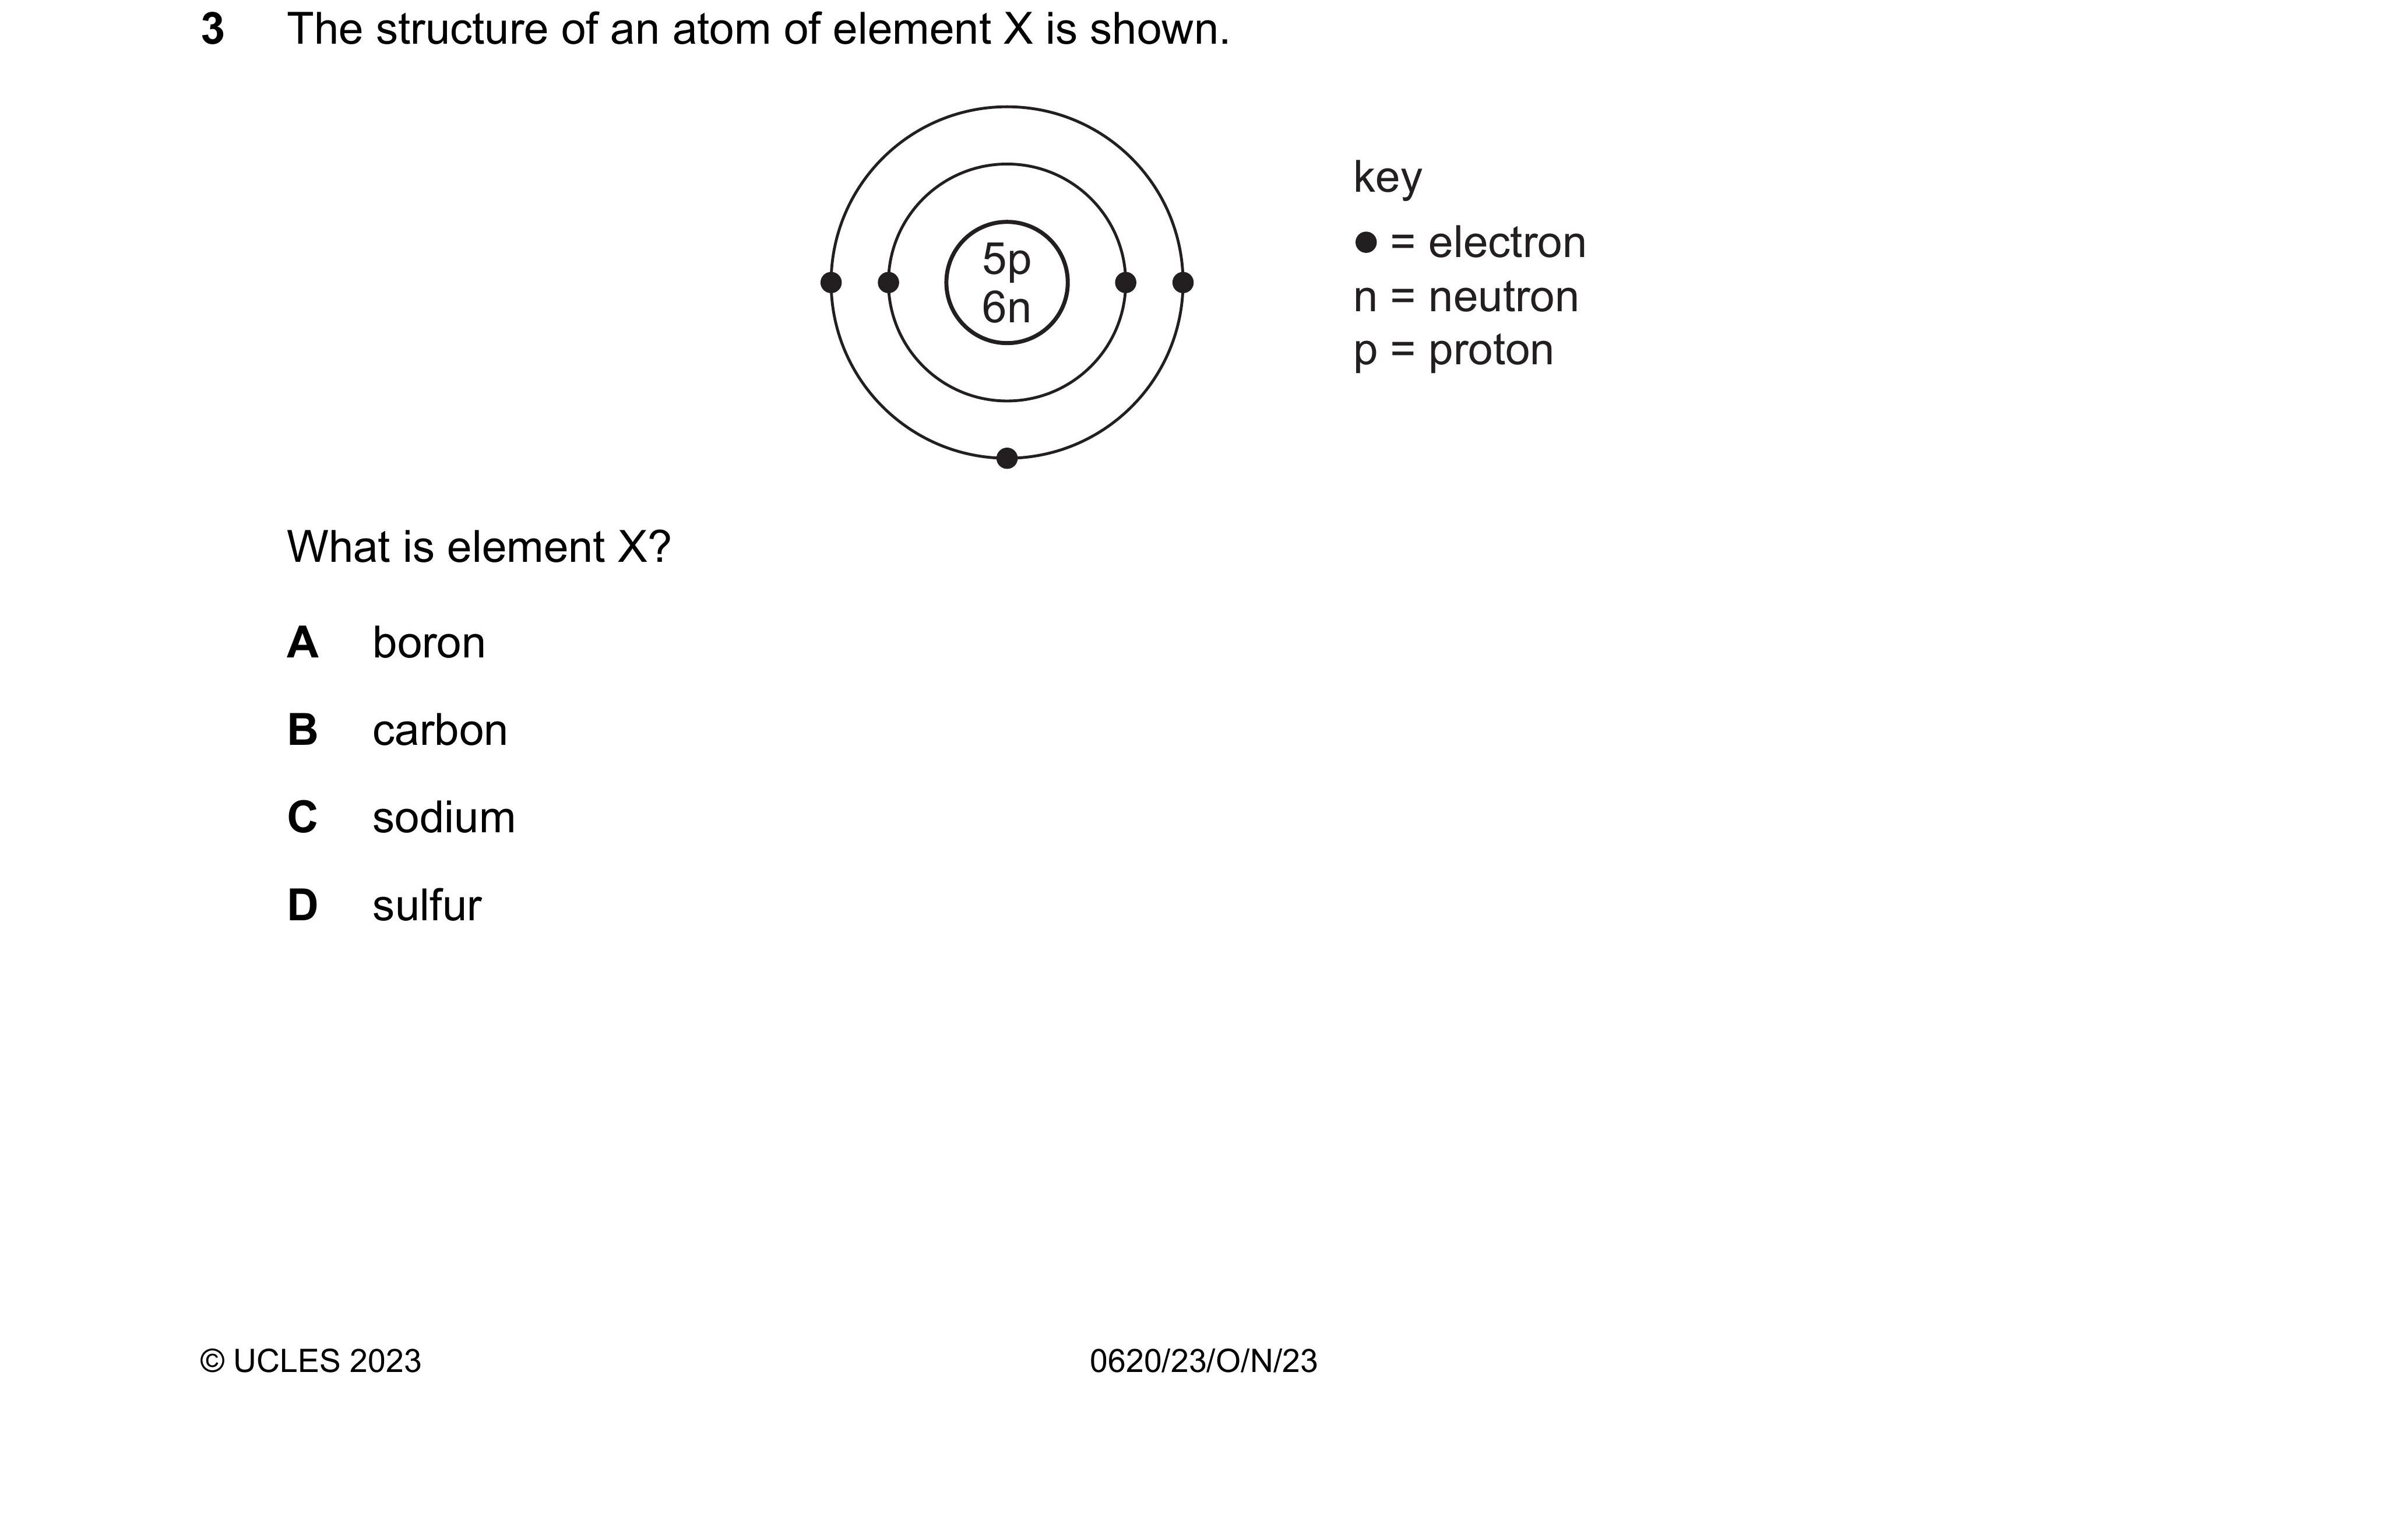 3 The structure of an atom of element X is shown.
5p
6n
key
● = electron
n = neutron
p = proton
What is element X?
A boron
B carbon
C sodium
D sulfur
© UCLES 2023 0620/23/O/N/23